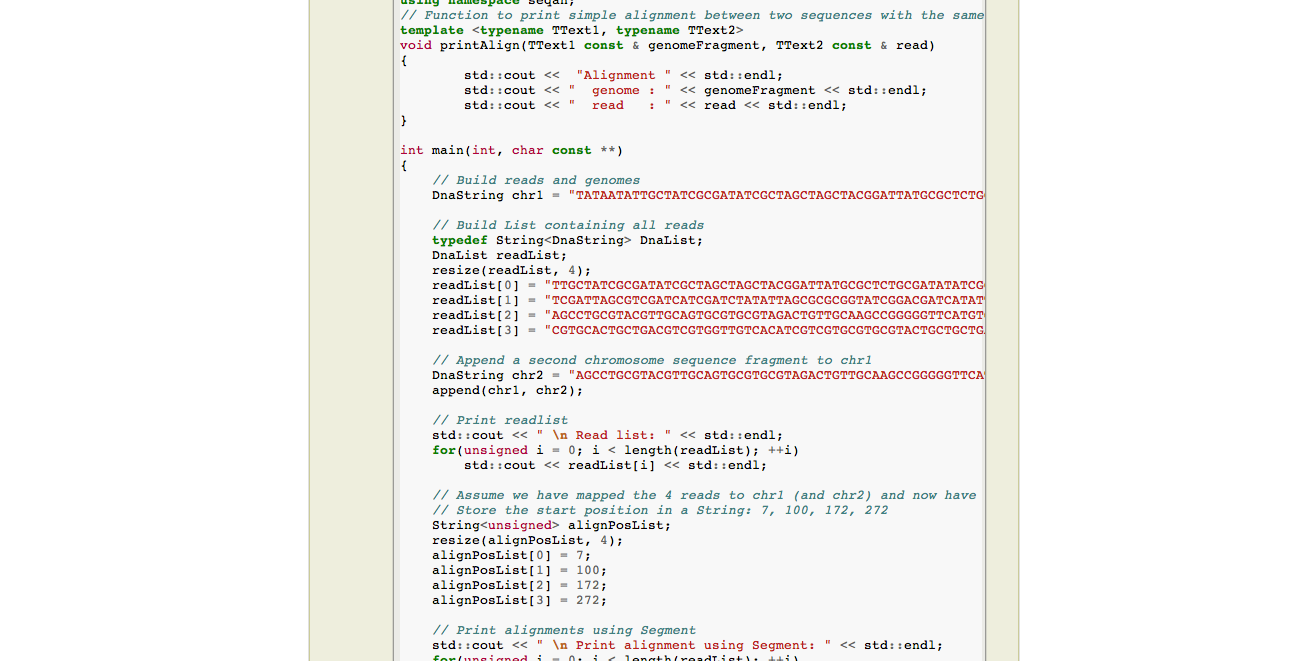 using namespace seqan;
// Function to print simple alignment between two sequences with the same
template <typename TText1, typename TText2>
void printAlign(TText1 const & genomeFragment, TText2 const & read)
{
        std::cout <<  "Alignment " << std::endl;
        std::cout << "  genome : " << genomeFragment << std::endl;
        std::cout << "  read   : " << read << std::endl;
}
int main(int, char const **)
{
    // Build reads and genomes
    DnaString chr1 = "TATAATATTGCTATCGCGATATCGCTAGCTAGCTACGGATTATGCGCTCTG
    // Build List containing all reads
    typedef String<DnaString> DnaList;
    DnaList readList;
    resize(readList, 4);
    readList[0] = "TTGCTATCGCGATATCGCTAGCTAGCTACGGATTATGCGCTCTGCGATATATCG
    readList[1] = "TCGATTAGCGTCGATCATCGATCTATATTAGCGCGCGGTATCGGACGATCATAT
    readList[2] = "AGCCTGCGTACGTTGCAGTGCGTGCGTAGACTGTTGCAAGCCGGGGGTTCATGT
    readList[3] = "CGTGCACTGCTGACGTCGTGGTTGTCACATCGTCGTGCGTGCGTACTGCTGCTG
    // Append a second chromosome sequence fragment to chr1
    DnaString chr2 = "AGCCTGCGTACGTTGCAGTGCGTGCGTAGACTGTTGCAAGCCGGGGGTTCA
    append(chr1, chr2);
    // Print readlist
    std::cout << " \n Read list: " << std::endl;
    for(unsigned i = 0; i < length(readList); ++i)
        std::cout << readList[i] << std::endl;
    // Assume we have mapped the 4 reads to chr1 (and chr2) and now have
    // Store the start position in a String: 7, 100, 172, 272
    String<unsigned> alignPosList;
    resize(alignPosList, 4);
    alignPosList[0] = 7;
    alignPosList[1] = 100;
    alignPosList[2] = 172;
    alignPosList[3] = 272;
    // Print alignments using Segment
    std::cout << " \n Print alignment using Segment: " << std::endl;
    for(unsigned i = 0; i < length(readList); ++i)